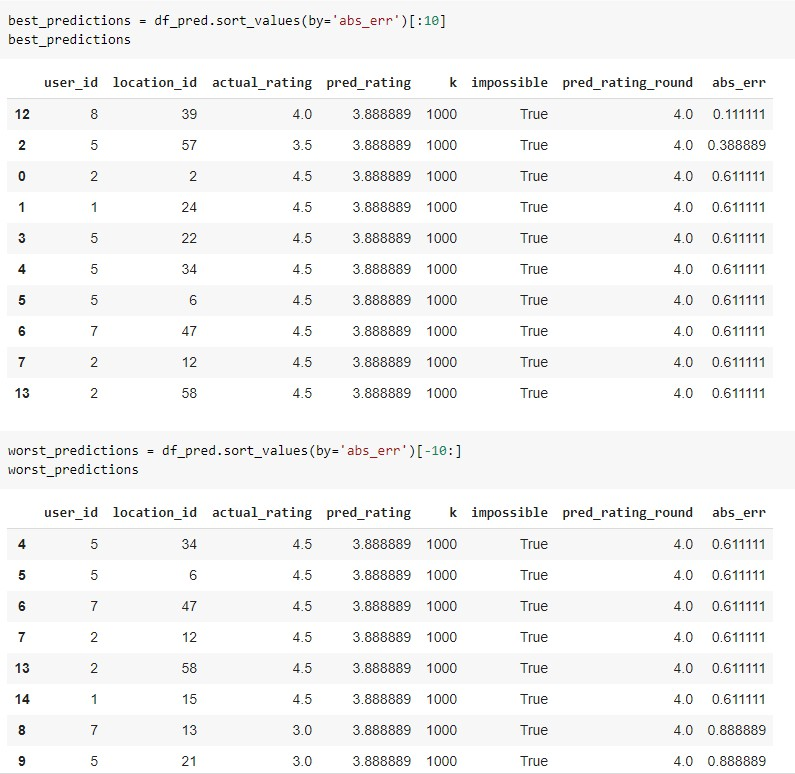 best_predictions = df_pred.sort_values(by='abs_err')[:10]
best_predictions
user_id location_id actual_rating pred_rating k impossible pred_rating_round abs_err
12 8 39 4.0 3.888889 1000 True 4.0 0.111111
2 5 57 3.5 3.888889 1000 True 4.0 0.388889
0 2 2 4.5 3.888889 1000 True 4.0 0.611111
1 1 24 4.5 3.888889 1000 True 4.0 0.611111
3 5 22 4.5 3.888889 1000 True 4.0 0.611111
4 5 34 4.5 3.888889 1000 True 4.0 0.611111
5 5 6 4.5 3.888889 1000 True 4.0 0.611111
6 7 47 4.5 3.888889 1000 True 4.0 0.611111
7 2 12 4.5 3.888889 1000 True 4.0 0.611111
13 2 58 4.5 3.888889 1000 True 4.0 0.611111
worst_predictions = df_pred.sort_values(by='abs_err')[-10:]
worst_predictions
user_id location_id actual_rating pred_rating k impossible pred_rating_round abs_err
4 5 34 4.5 3.888889 1000 True 4.0 0.611111
5 5 6 4.5 3.888889 1000 True 4.0 0.611111
6 7 47 4.5 3.888889 1000 True 4.0 0.611111
7 2 12 4.5 3.888889 1000 True 4.0 0.611111
13 2 58 4.5 3.888889 1000 True 4.0 0.611111
14 1 15 4.5 3.888889 1000 True 4.0 0.611111
8 7 13 3.0 3.888889 1000 True 4.0 0.888889
9 5 21 3.0 3.888889 1000 True 4.0 0.888889